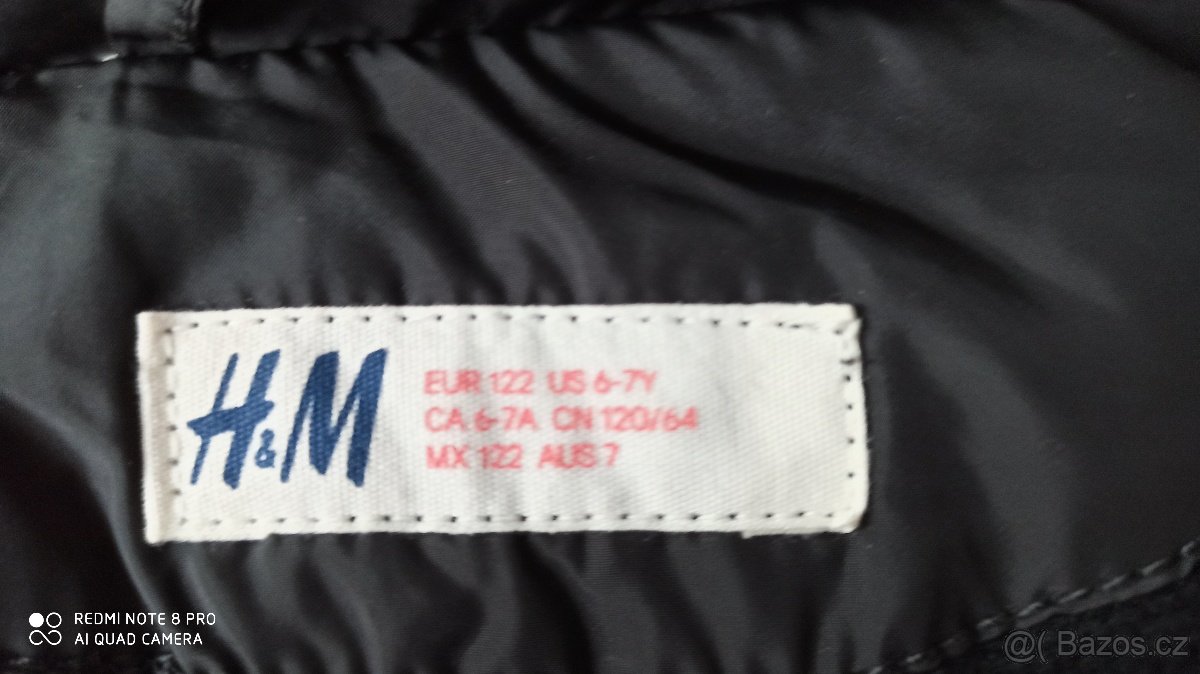 H&M
EUR 122 US 6-7Y
CA 6-7A CN 120/64
MX 122 AUS 7
REDMI NOTE 8 PRO
AI QUAD CAMERA
@( Bazos.cz